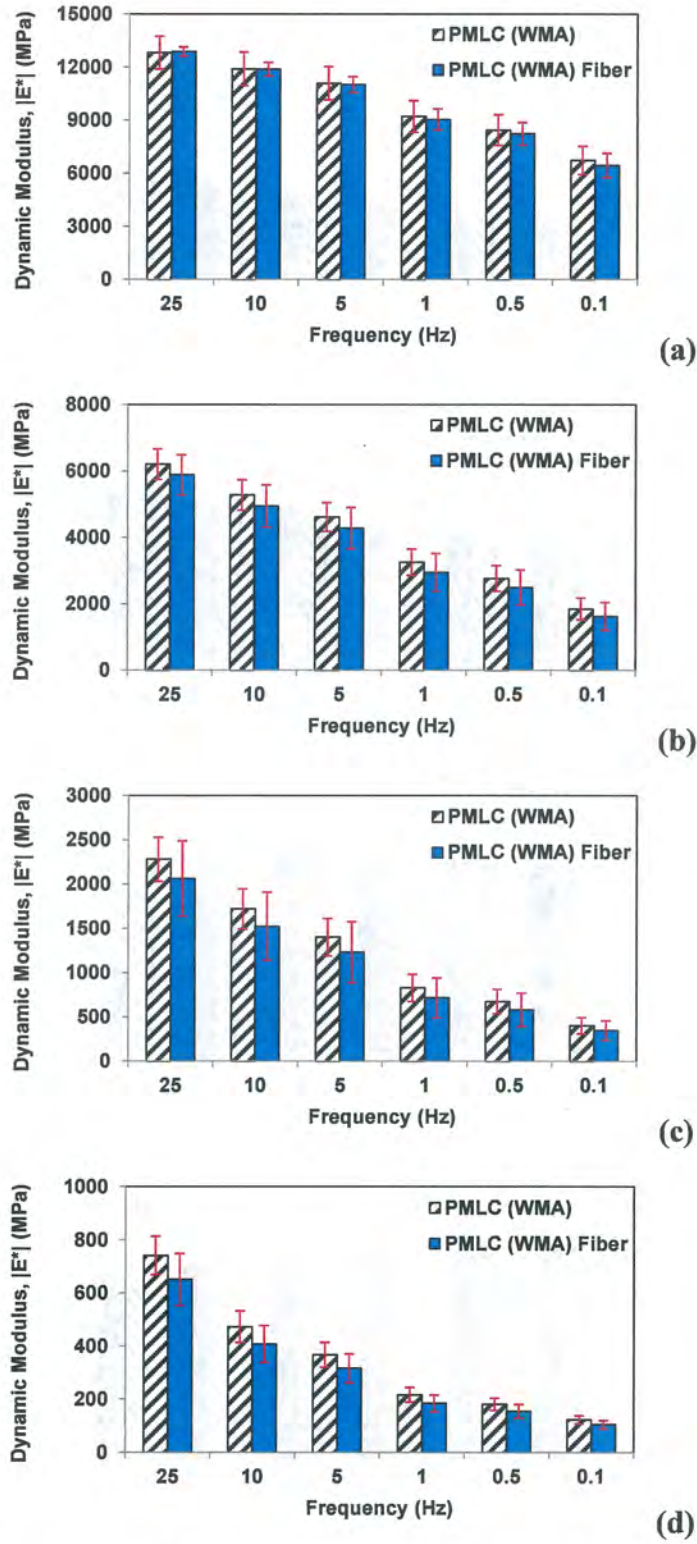 Dynamic Modulus, |E*| (MPa)
15000
12000
9000
6000
3000
0
PMLC (WMA)
PMLC (WMA) Fiber
25 10 5 1 0.5 0.1
Frequency (Hz)
(a)
Dynamic Modulus, |E*| (MPa)
8000
6000
4000
2000
0
PMLC (WMA)
PMLC (WMA) Fiber
25 10 5 1 0.5 0.1
Frequency (Hz)
(b)
Dynamic Modulus, |E*| (MPa)
3000
2500
2000
1500
1000
500
0
PMLC (WMA)
PMLC (WMA) Fiber
25 10 5 1 0.5 0.1
Frequency (Hz)
(c)
Dynamic Modulus, |E*| (MPa)
1000
800
600
400
200
0
PMLC (WMA)
PMLC (WMA) Fiber
25 10 5 1 0.5 0.1
Frequency (Hz)
(d)